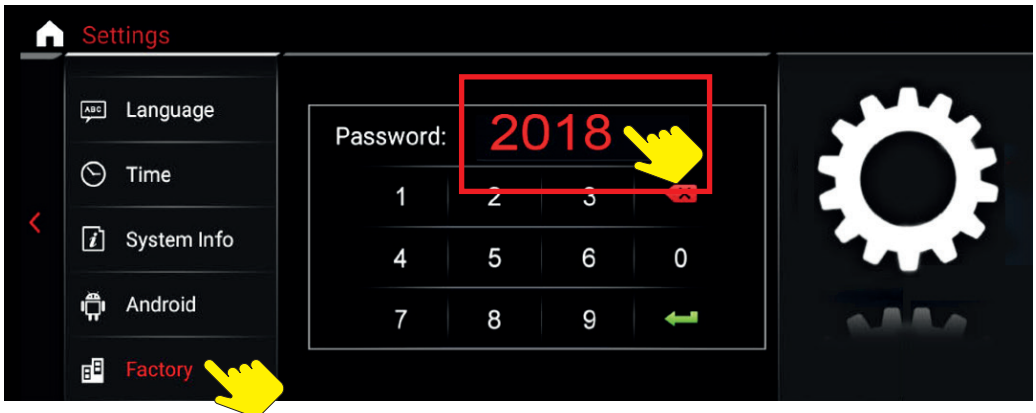 Settings
ABC Language
Time
i System Info
Android
Factory
Password: 2018
1 2 3
4 5 6 0
7 8 9